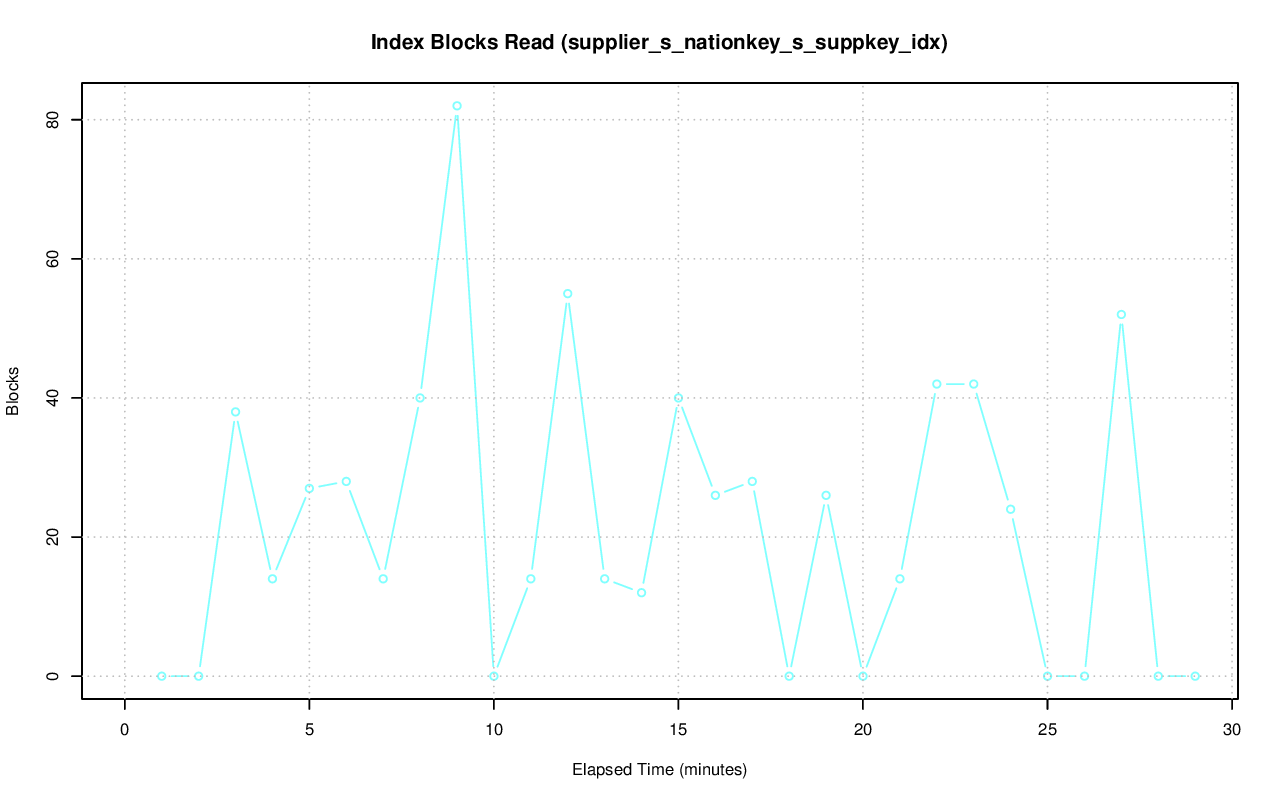 Index Blocks Read (supplier_s_nationkey_s_suppkey_idx)
80
60
40
20
0
Blocks
0 5 10 15 20 25 30
Elapsed Time (minutes)